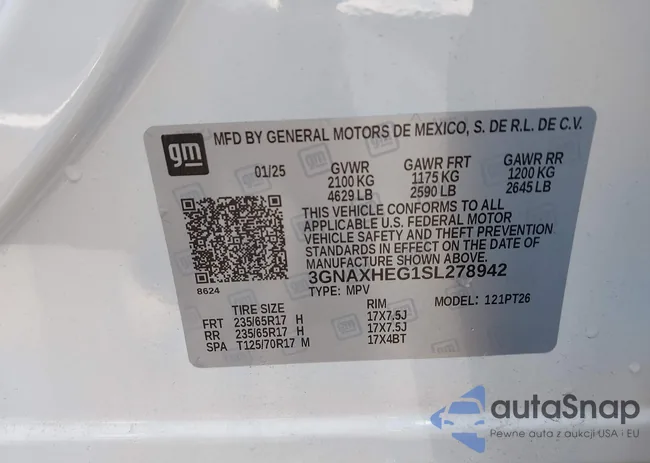 gm
MFD BY GENERAL MOTORS DE MEXICO, S. DE R.L. DE C.V.
01/25 GVWR GAWR FRT GAWR RR
2100 KG 1175 KG 1200 KG
4629 LB 2590 LB 2645 LB
THIS VEHICLE CONFORMS TO ALL
APPLICABLE U.S. FEDERAL MOTOR
VEHICLE SAFETY AND THEFT PREVENTION
STANDARDS IN EFFECT ON THE DATE OF
MANUFACTURE SHOWN ABOVE.
3GNAXHEG1SL278942
8624
TYPE: MPV MODEL: 121PT26
TIRE SIZE RIM
FRT 235/65R17 H 17X7.5J
RR 235/65R17 H 17X7.5J
SPA T125/70R17 M 17X4BT
autaSnap
Pewne auta z aukcji USA i EU